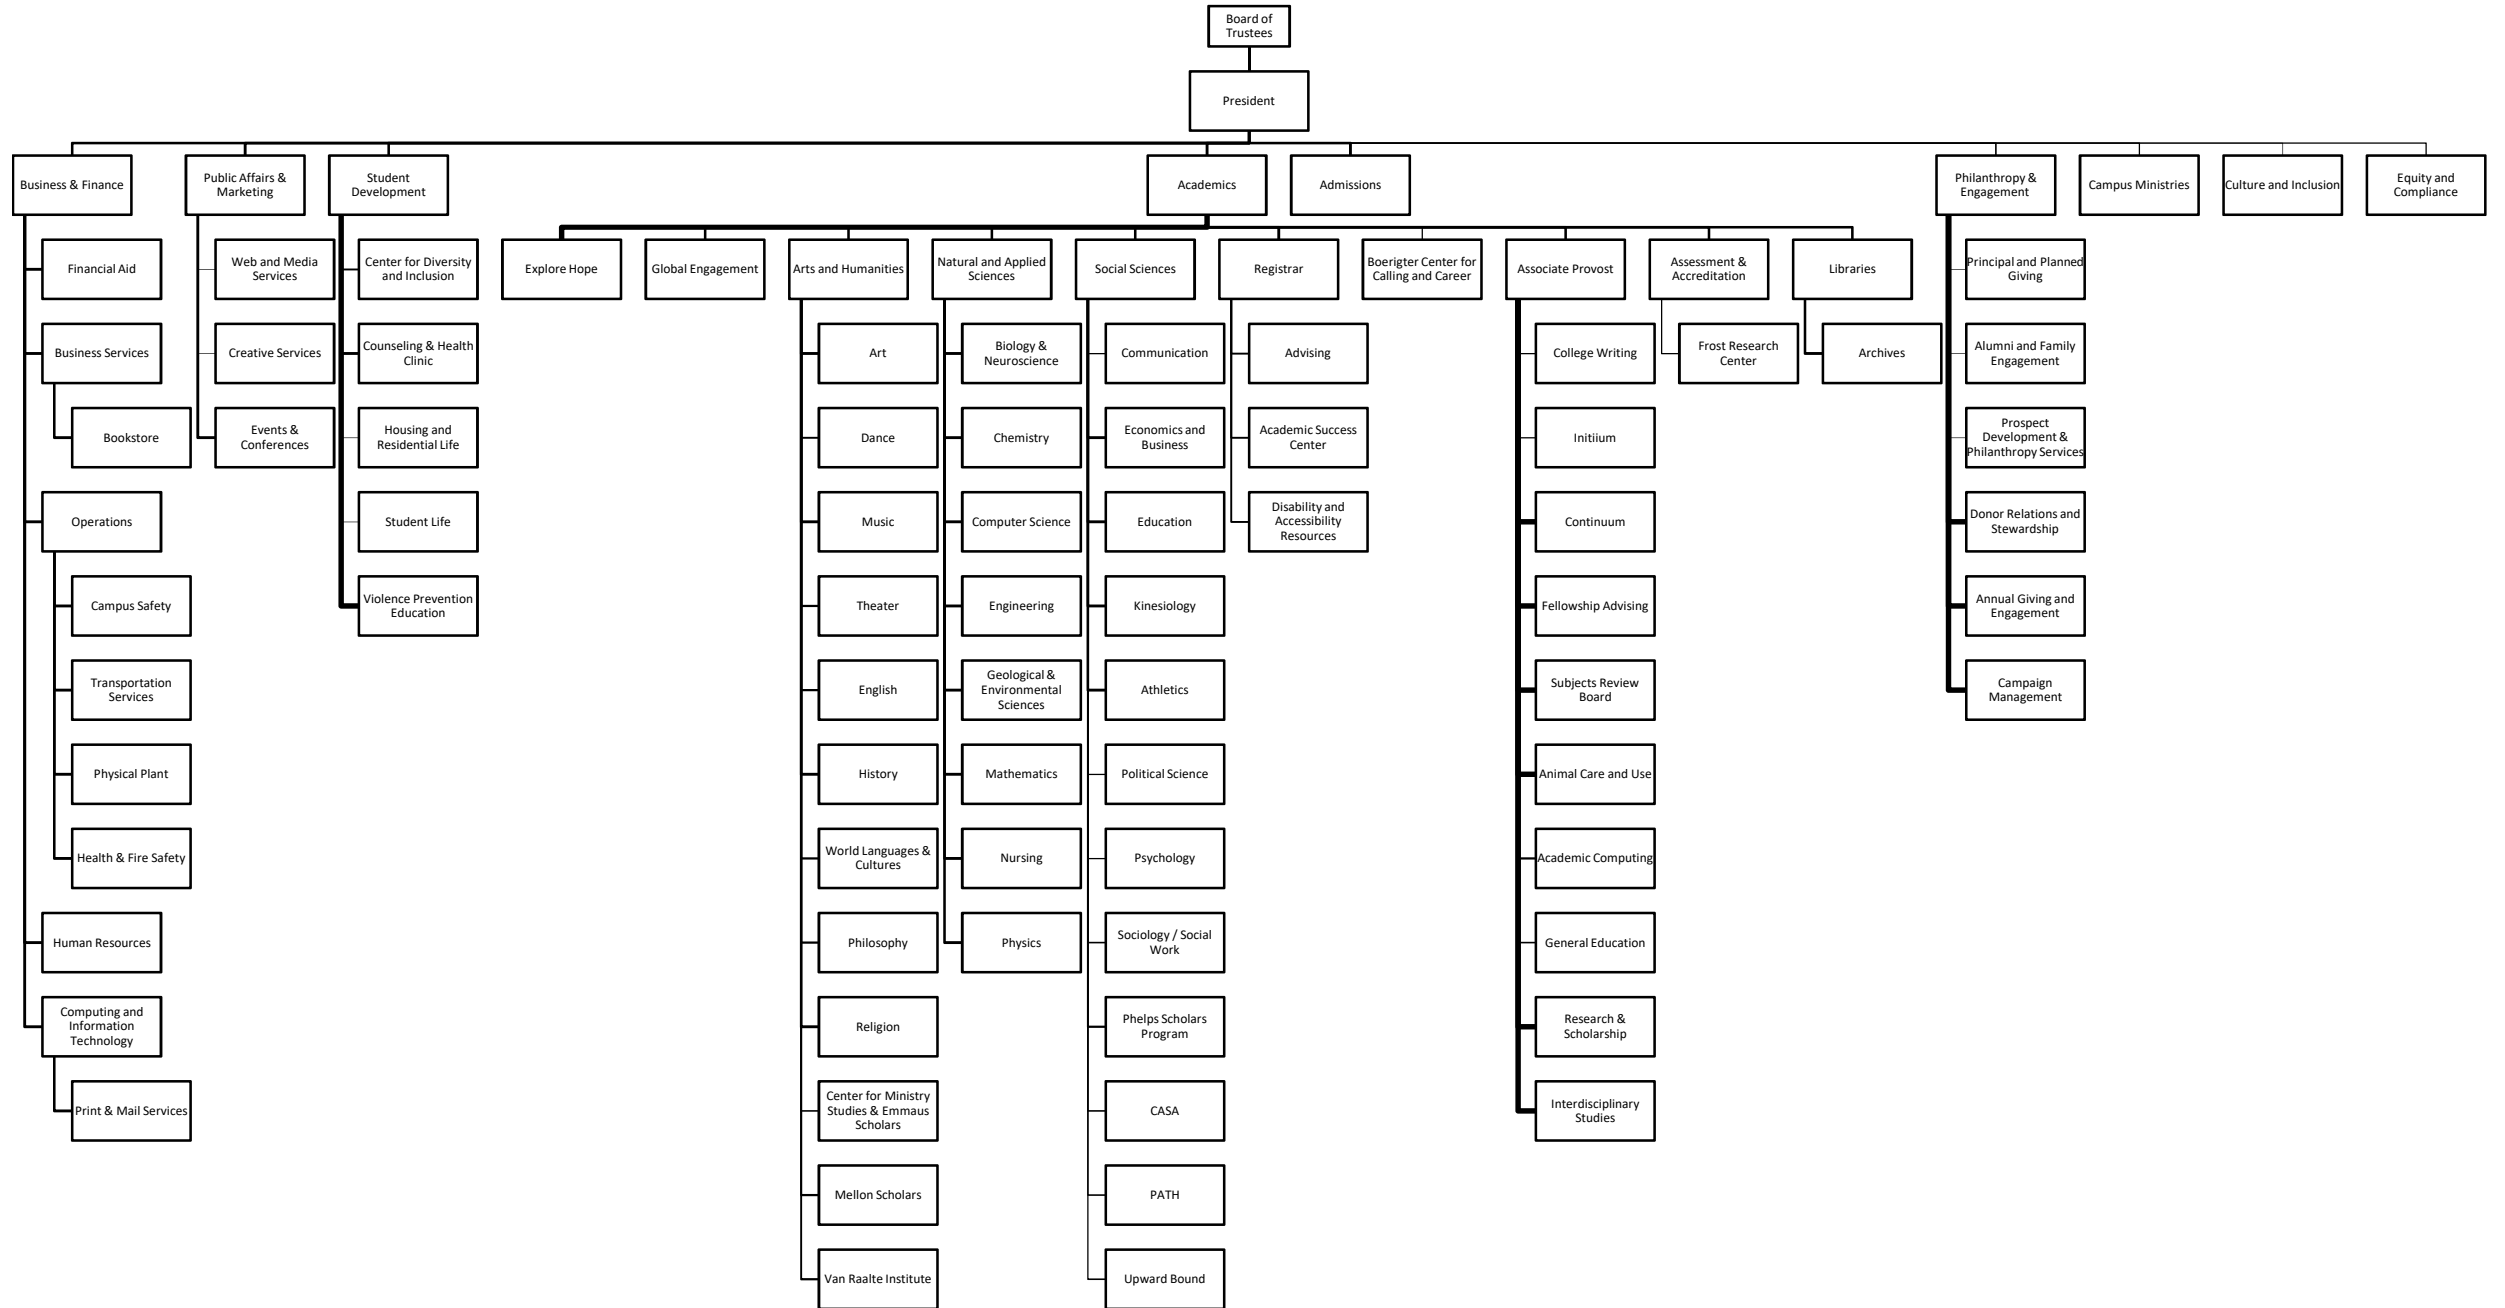 Board of
Trustees
President
Business & Finance
Public Affairs &
Marketing
Student
Development
Academics
Admissions
Philanthropy &
Engagement
Campus Ministries
Culture and Inclusion
Equity and
Compliance
Financial Aid
Business Services
Bookstore
Operations
Campus Safety
Transportation
Services
Physical Plant
Health & Fire Safety
Human Resources
Computing and
Information
Technology
Print & Mail Services
Web and Media
Services
Creative Services
Events &
Conferences
Center for Diversity
and Inclusion
Counseling & Health
Clinic
Housing and
Residential Life
Student Life
Violence Prevention
Education
Explore Hope
Global Engagement
Arts and Humanities
Art
Dance
Music
Theater
English
History
World Languages &
Cultures
Philosophy
Religion
Center for Ministry
Studies & Emmaus
Scholars
Mellon Scholars
Van Raalte Institute
Natural and Applied
Sciences
Biology &
Neuroscience
Chemistry
Computer Science
Engineering
Geological &
Environmental
Sciences
Mathematics
Nursing
Physics
Social Sciences
Communication
Economics and
Business
Education
Kinesiology
Athletics
Political Science
Psychology
Sociology / Social
Work
Phelps Scholars
Program
CASA
PATH
Upward Bound
Registrar
Advising
Academic Success
Center
Disability and
Accessibility
Resources
Boerigter Center for
Calling and Career
Associate Provost
College Writing
Initiium
Continuum
Fellowship Advising
Subjects Review
Board
Animal Care and Use
Academic Computing
General Education
Research &
Scholarship
Interdisciplinary
Studies
Assessment &
Accreditation
Frost Research
Center
Libraries
Archives
Principal and Planned
Giving
Alumni and Family
Engagement
Prospect
Development &
Philanthropy Services
Donor Relations and
Stewardship
Annual Giving and
Engagement
Campaign
Management